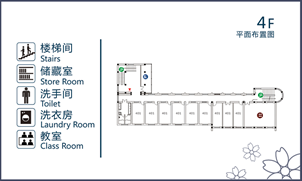 4F
平面布置图
楼梯间
Stairs
储藏室
Store Room
洗手间
Toilet
洗衣房
Laundry Room
教室
Class Room